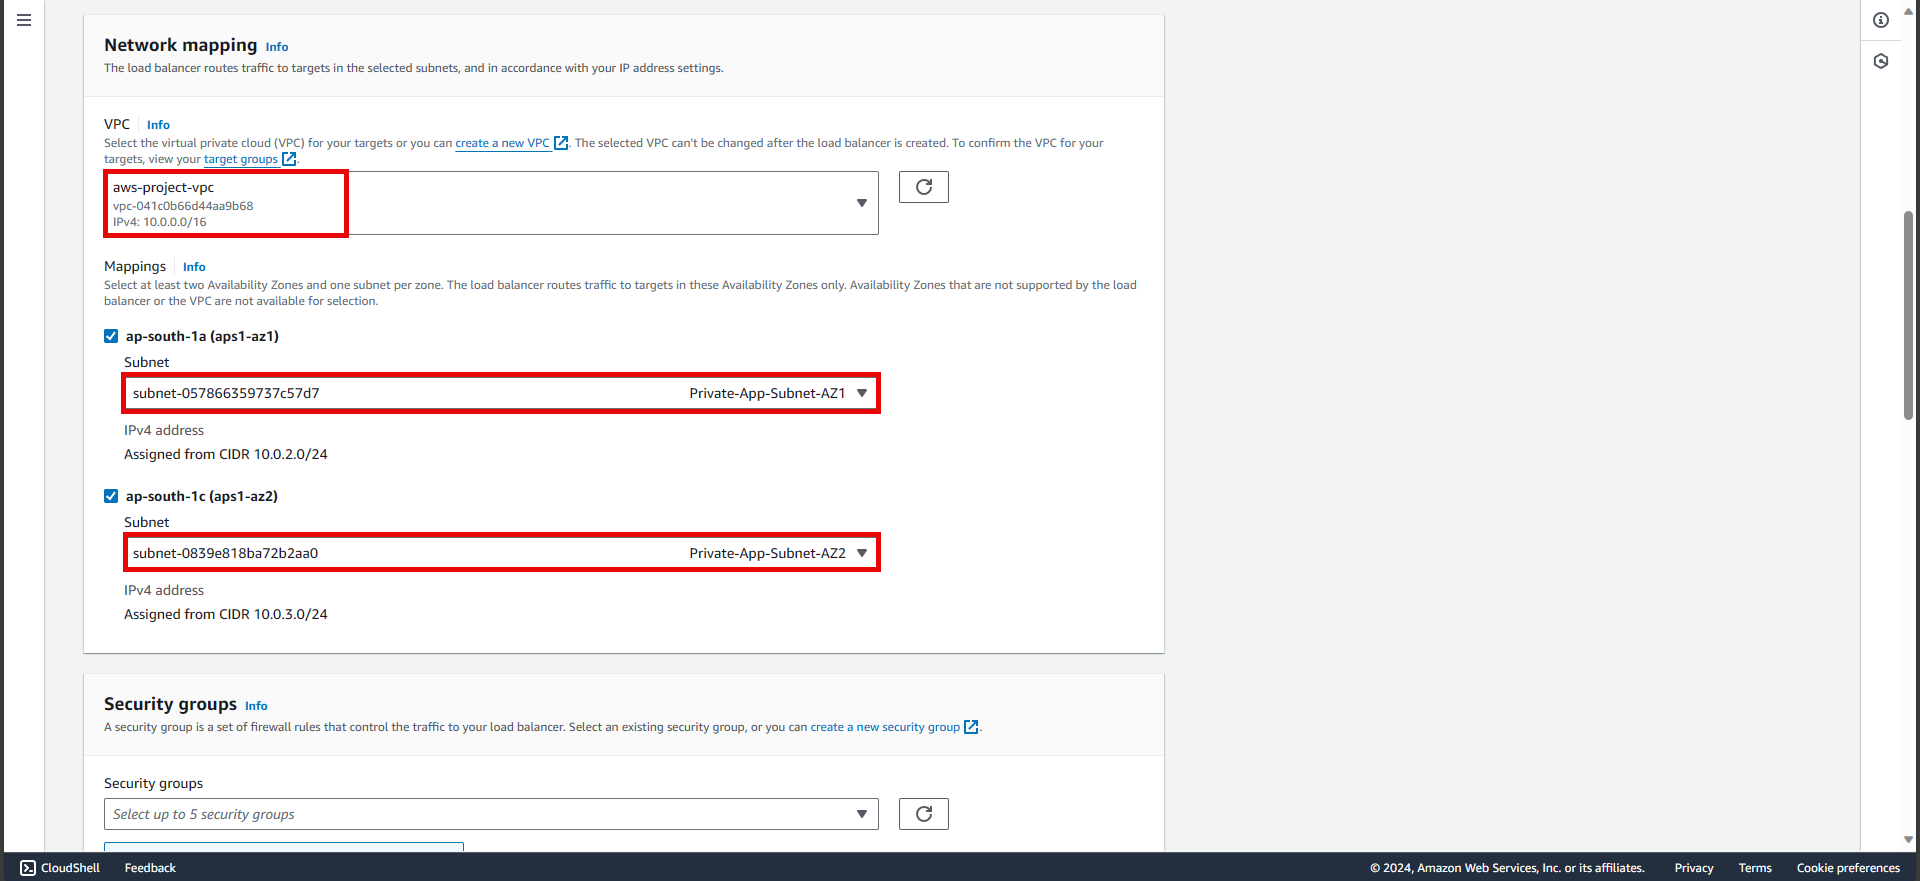 Network mapping Info
The load balancer routes traffic to targets in the selected subnets, and in accordance with your IP address settings.
VPC Info
Select the virtual private cloud (VPC) for your targets or you can create a new VPC. The selected VPC can't be changed after the load balancer is created. To confirm the VPC for your
targets, view your target groups.
aws-project-vpc
vpc-041c0b66d44aa9b68
IPv4: 10.0.0.0/16
Mappings Info
Select at least two Availability Zones and one subnet per zone. The load balancer routes traffic to targets in these Availability Zones only. Availability Zones that are not supported by the load
balancer or the VPC are not available for selection.
ap-south-1a (aps1-az1)
Subnet
subnet-057866359737c57d7 Private-App-Subnet-AZ1
IPv4 address
Assigned from CIDR 10.0.2.0/24
ap-south-1c (aps1-az2)
Subnet
subnet-0839e818ba72b2aa0 Private-App-Subnet-AZ2
IPv4 address
Assigned from CIDR 10.0.3.0/24
Security groups Info
A security group is a set of firewall rules that control the traffic to your load balancer. Select an existing security group, or you can create a new security group.
Security groups
Select up to 5 security groups
CloudShell Feedback © 2024, Amazon Web Services, Inc. or its affiliates. Privacy Terms Cookie preferences